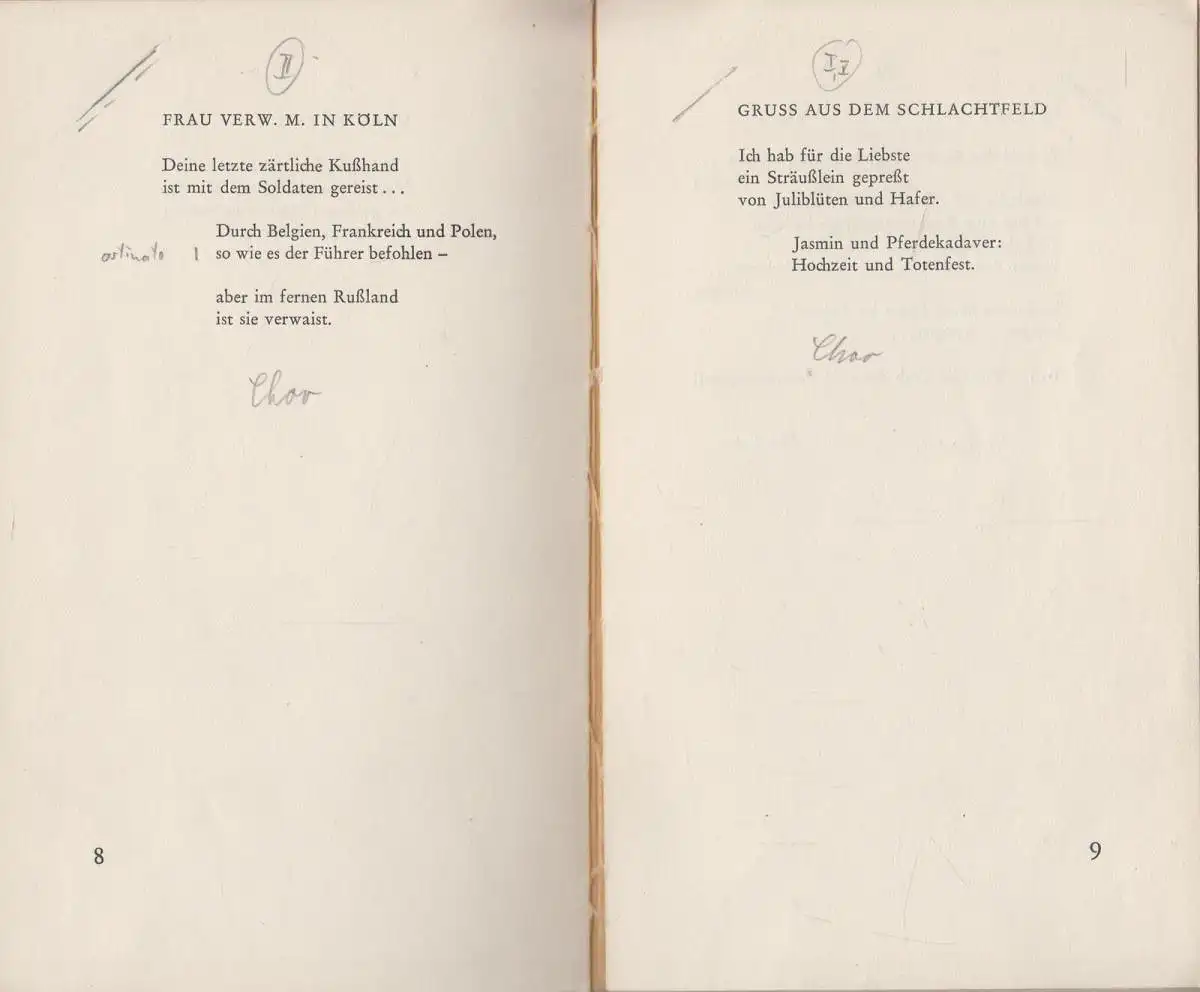 II
FRAU VERW. M. IN KÖLN
Deine letzte zärtliche Kußhand
ist mit dem Soldaten gereist...
Durch Belgien, Frankreich und Polen,
ostinato
so wie es der Führer befohlen –
aber im fernen Rußland
ist sie verwaist.
Chor
8
GRUSS AUS DEM SCHLACHTFELD
Ich hab für die Liebste
ein Sträußlein gepreßt
von Juliblüten und Hafer.
Jasmin und Pferdekadaver:
Hochzeit und Totenfest.
Chor
9